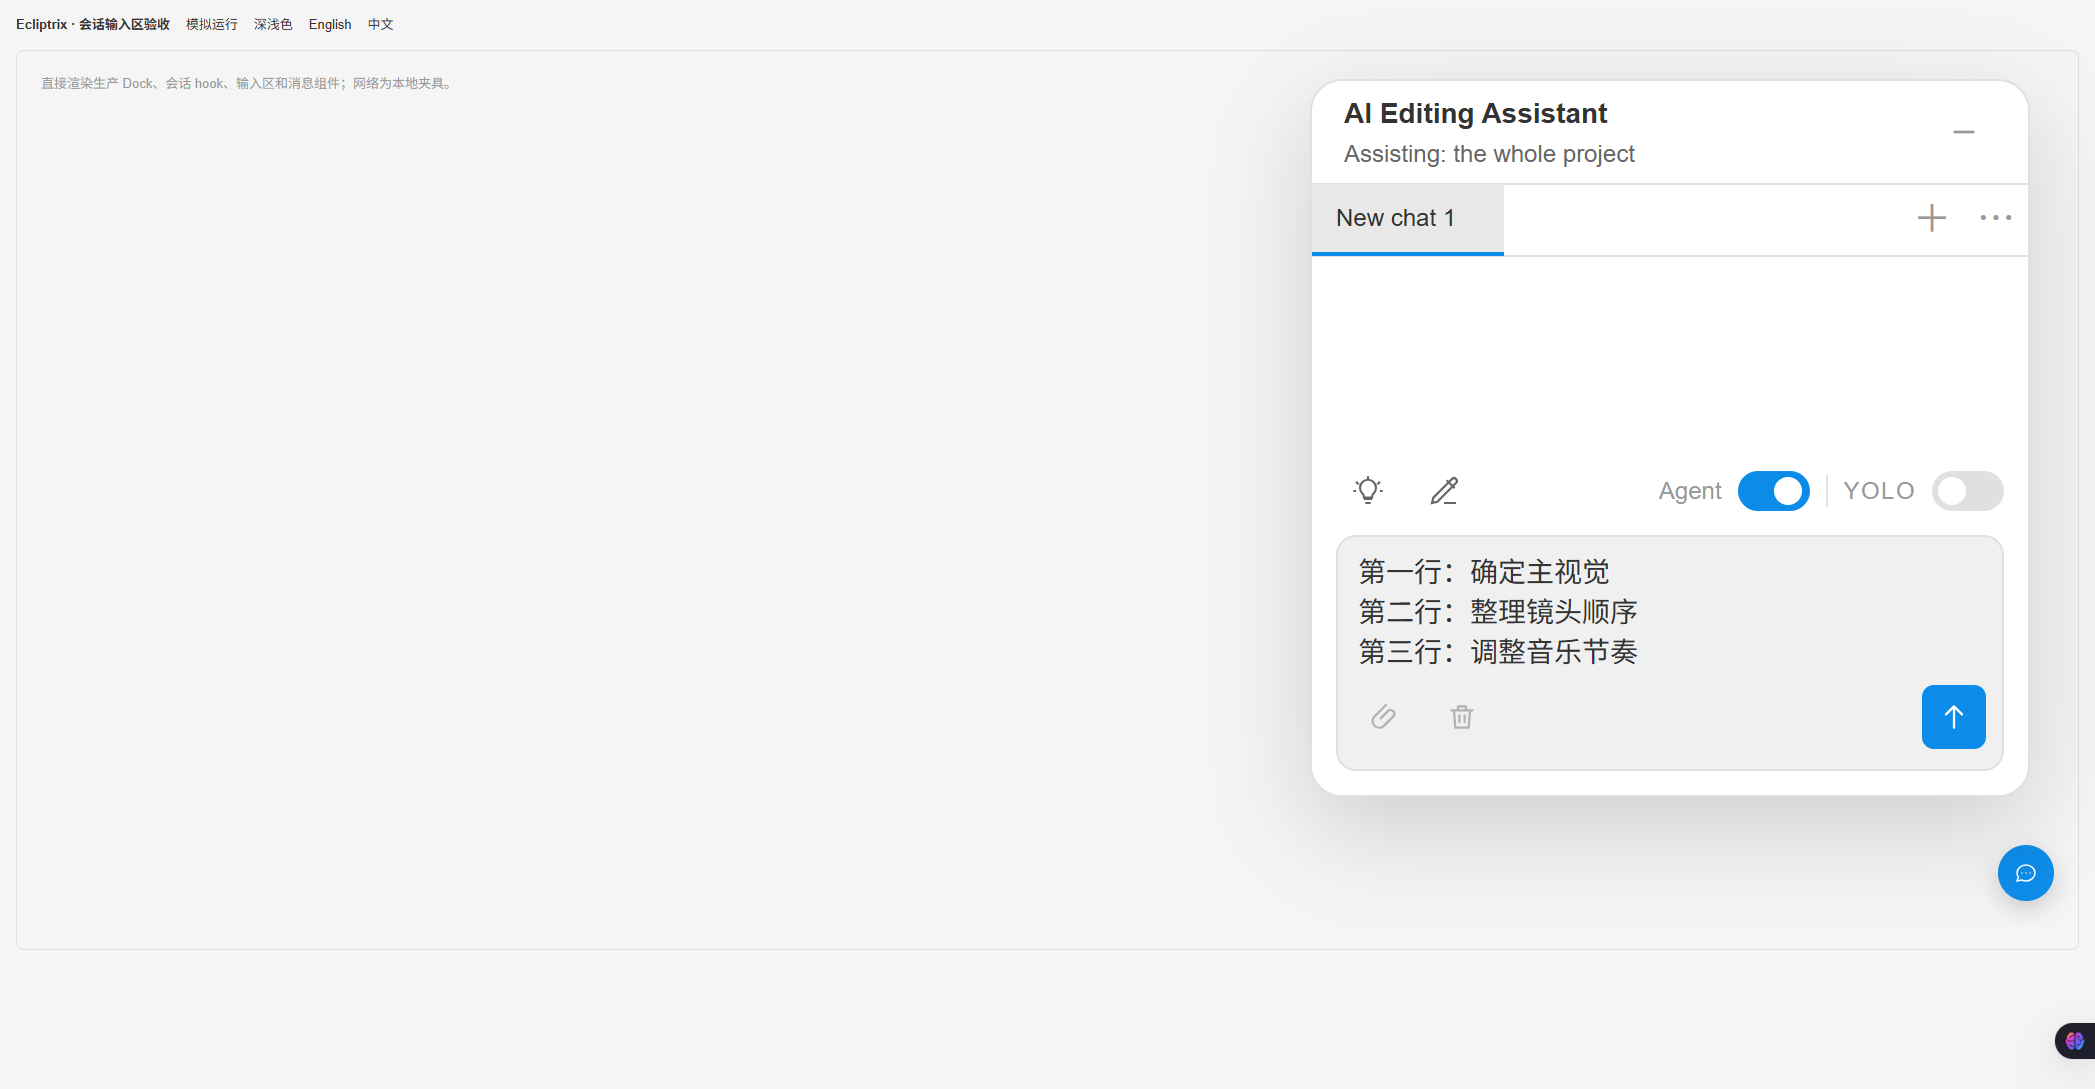 Ecliptrix · 会话输入区验收 模拟运行 深浅色 English 中文
直接渲染生产 Dock、会话 hook、输入区和消息组件；网络为本地夹具。
AI Editing Assistant
Assisting: the whole project
New chat 1
Agent YOLO
第一行：确定主视觉
第二行：整理镜头顺序
第三行：调整音乐节奏